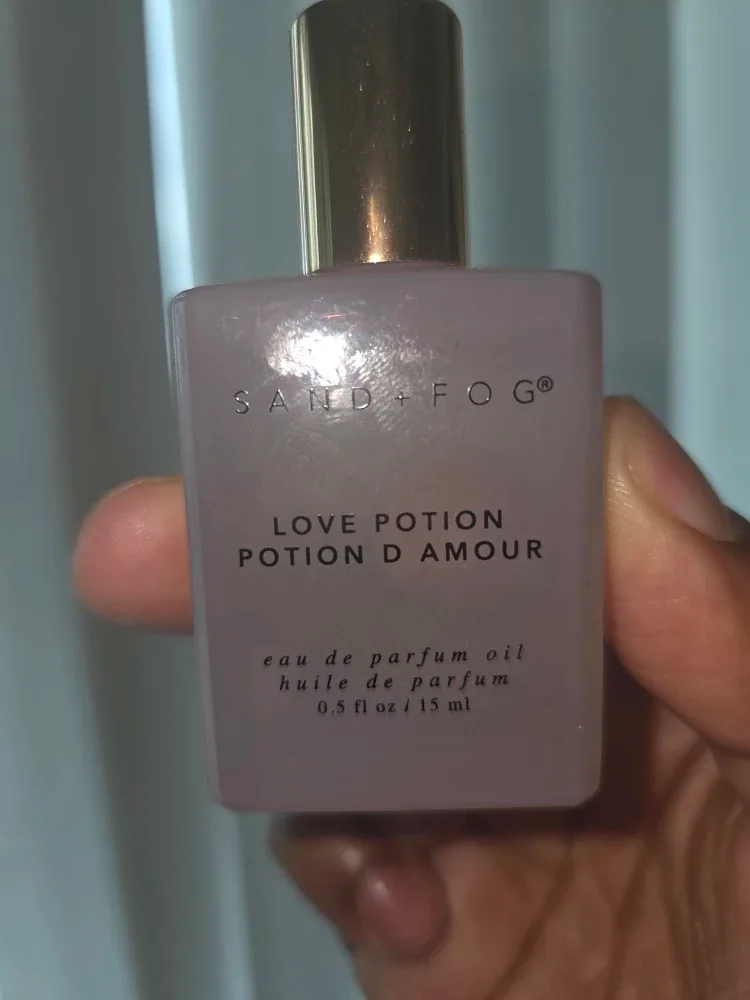 SAND+FOG®
LOVE POTION
POTION D AMOUR
eau de parfum oil
huile de parfum
0.5 fl oz / 15 ml